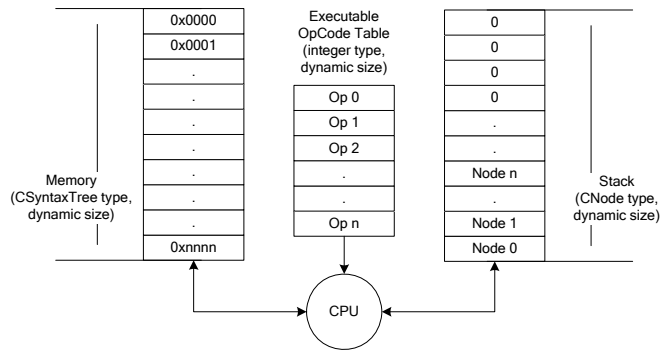 0x0000
0x0001
.
.
.
.
.
.
0xnnnn
Memory
(CSyntaxTree type,
dynamic size)
Executable
OpCode Table
(integer type,
dynamic size)
Op 0
Op 1
Op 2
.
.
Op n
0
0
0
0
.
.
Node n
.
Node 1
Node 0
Stack
(CNode type,
dynamic size)
CPU